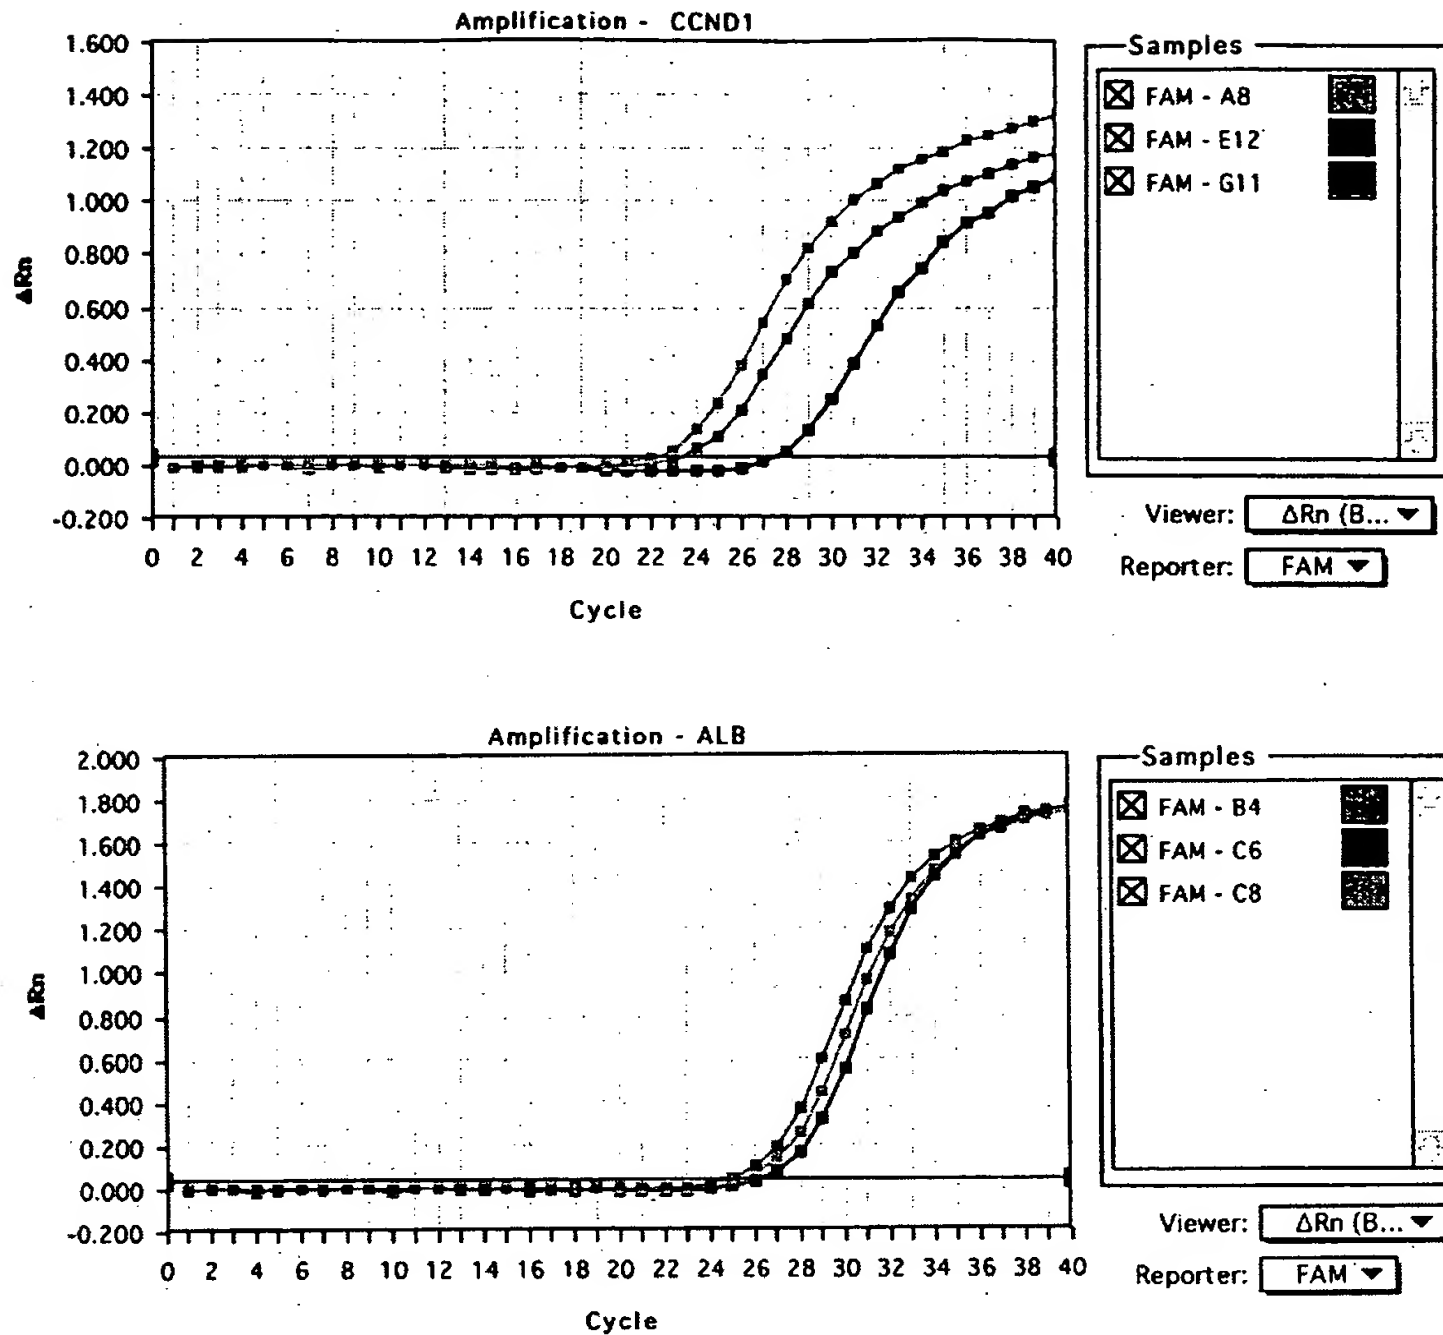 Amplification - CCND1
1.600
1.400
1.200
1.000
0.800
0.600
0.400
0.200
0.000
-0.200
ΔRn
0 2 4 6 8 10 12 14 16 18 20 22 24 26 28 30 32 34 36 38 40
Cycle
Samples
FAM - A8
FAM - E12
FAM - G11
Viewer: ΔRn (B...
Reporter: FAM
Amplification - ALB
2.000
1.800
1.600
1.400
1.200
1.000
0.800
0.600
0.400
0.200
0.000
-0.200
ΔRn
0 2 4 6 8 10 12 14 16 18 20 22 24 26 28 30 32 34 36 38 40
Cycle
Samples
FAM - B4
FAM - C6
FAM - C8
Viewer: ΔRn (B...
Reporter: FAM